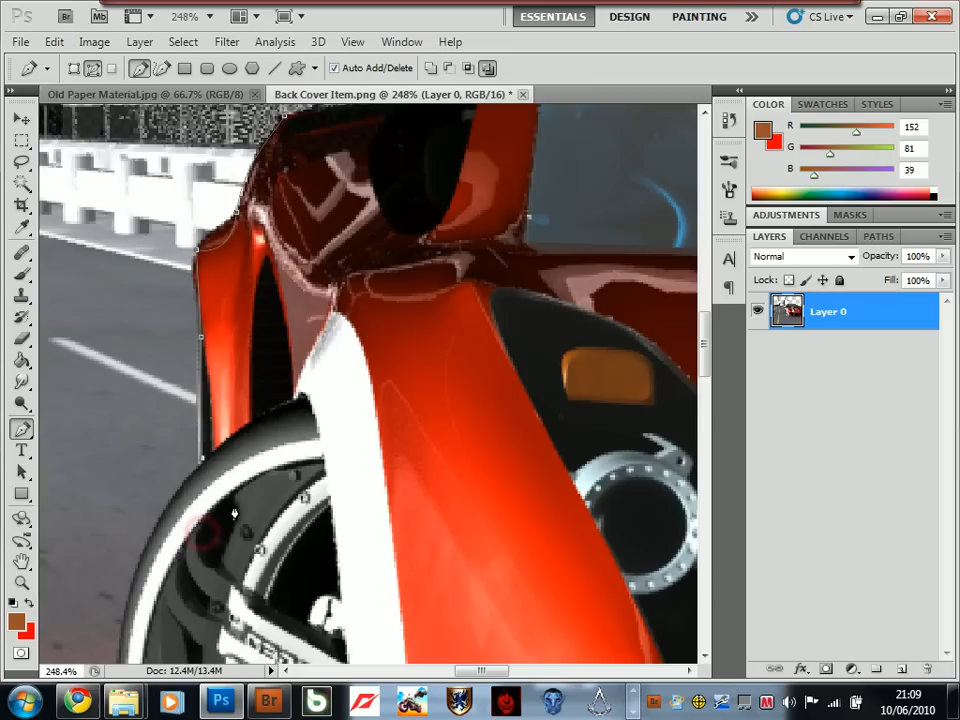 Ps Br Mb 248% ESSENTIALS DESIGN PAINTING CS Live
File Edit Image Layer Select Filter Analysis 3D View Window Help
Auto Add/Delete
Old Paper Material.jpg @ 66.7% (RGB/8) Back Cover Item.png @ 248% (Layer 0, RGB/16) *
COLOR SWATCHES STYLES
R 152
G 81
B 39
ADJUSTMENTS MASKS
LAYERS CHANNELS PATHS
Normal Opacity: 100%
Lock: Fill: 100%
Layer 0
248.4% Doc: 12.4M/13.4M
Ps Br b
21:09
10/06/2010